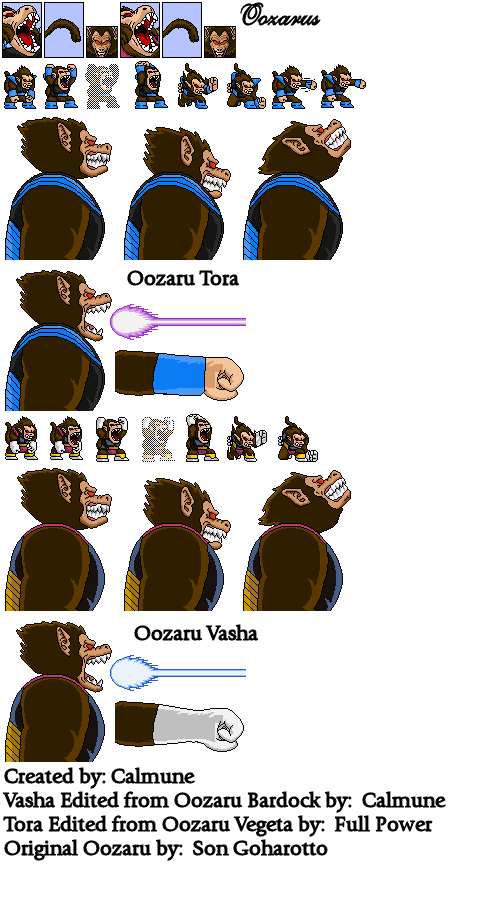 Oozarus
Oozaru Tora
Oozaru Vasha
Created by: Calmune
Vasha Edited from Oozaru Bardock by:  Calmune
Tora Edited from Oozaru Vegeta by:  Full Power
Original Oozaru by:  Son Goharotto